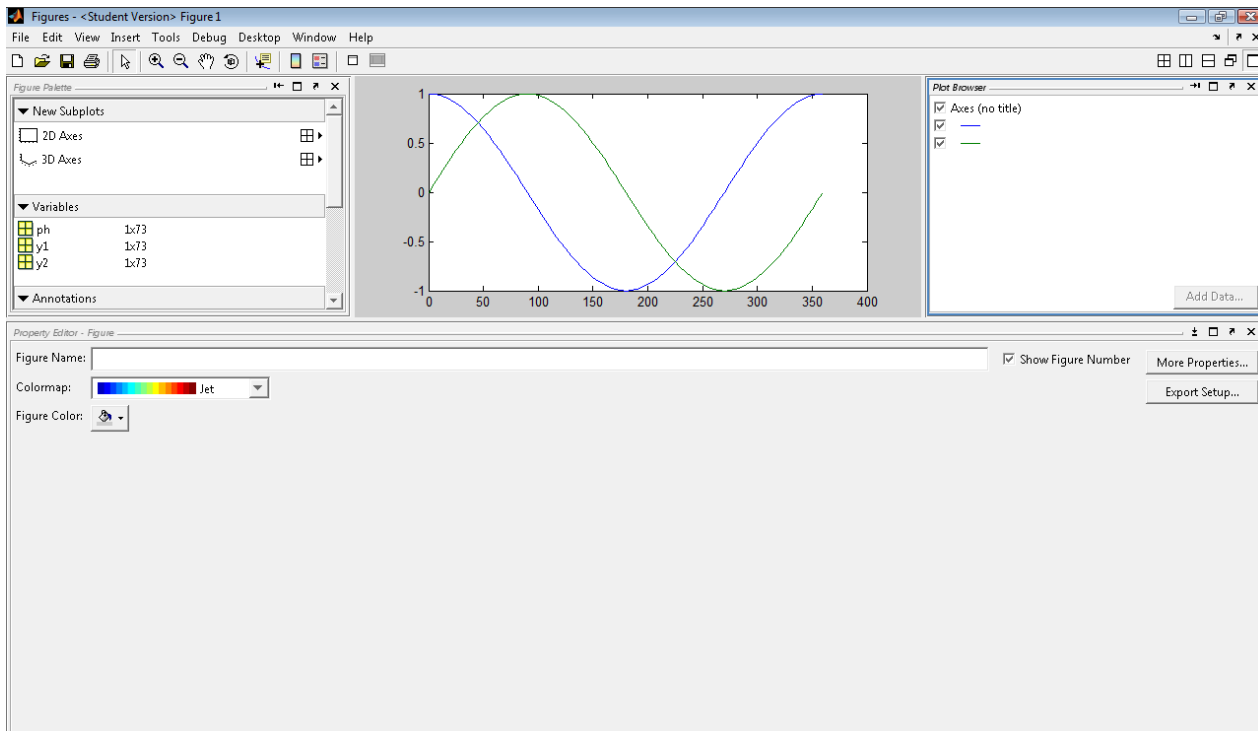 Figures - <Student Version> Figure 1
File Edit View Insert Tools Debug Desktop Window Help
Figure Palette
New Subplots
2D Axes
3D Axes
Variables
ph 1x73
y1 1x73
y2 1x73
Annotations
1
0.5
0
-0.5
-1
0 50 100 150 200 250 300 350 400
Plot Browser
Axes (no title)
Add Data...
Property Editor - Figure
Figure Name:
Show Figure Number
More Properties...
Colormap: Jet
Export Setup...
Figure Color: